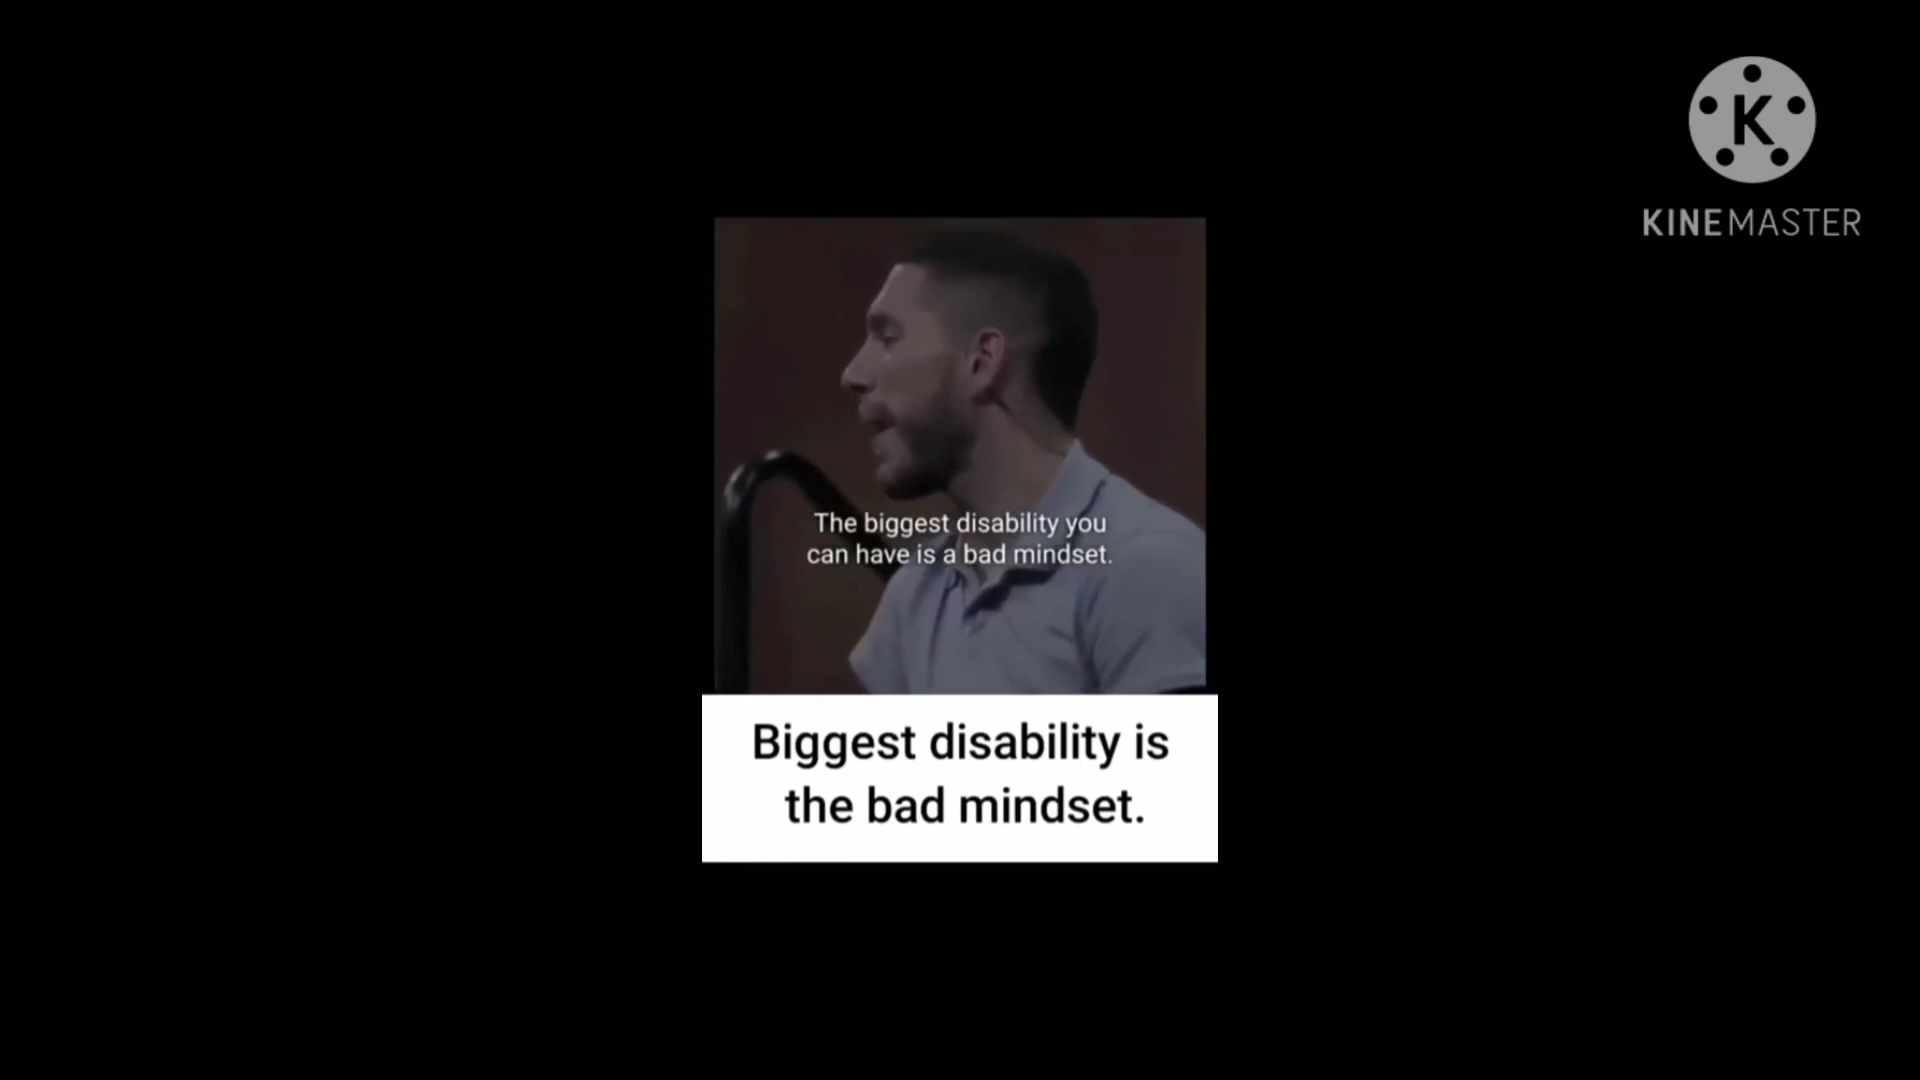 K
KINEMASTER
The biggest disability you
can have is a bad mindset.
Biggest disability is
the bad mindset.